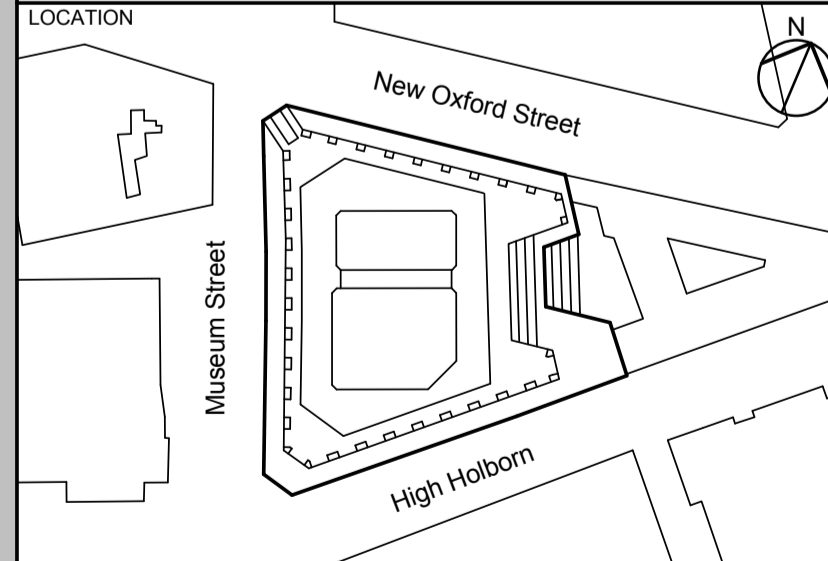 LOCATION
N
New Oxford Street
Museum Street
High Holborn